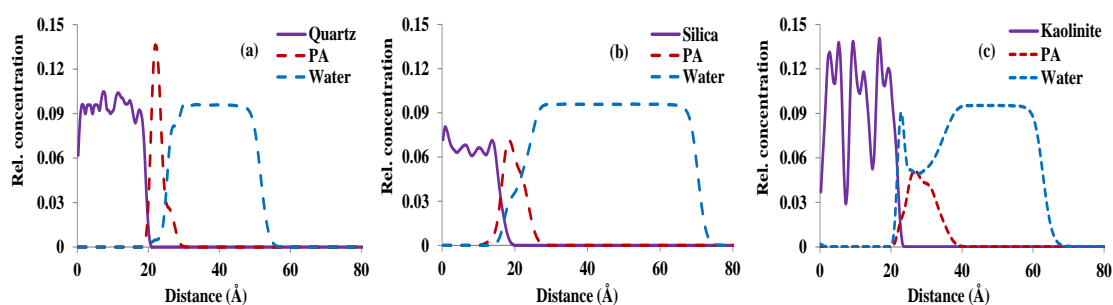 Rel. concentration
0.15
0.12
0.09
0.06
0.03
0
(a)
Quartz
PA
Water
0 20 40 60 80
Distance (Å)
Rel. concentration
0.15
0.12
0.09
0.06
0.03
0
(b)
Silica
PA
Water
0 20 40 60 80
Distance (Å)
Rel. concentration
0.15
0.12
0.09
0.06
0.03
0
(c)
Kaolinite
PA
Water
0 20 40 60 80
Distance (Å)